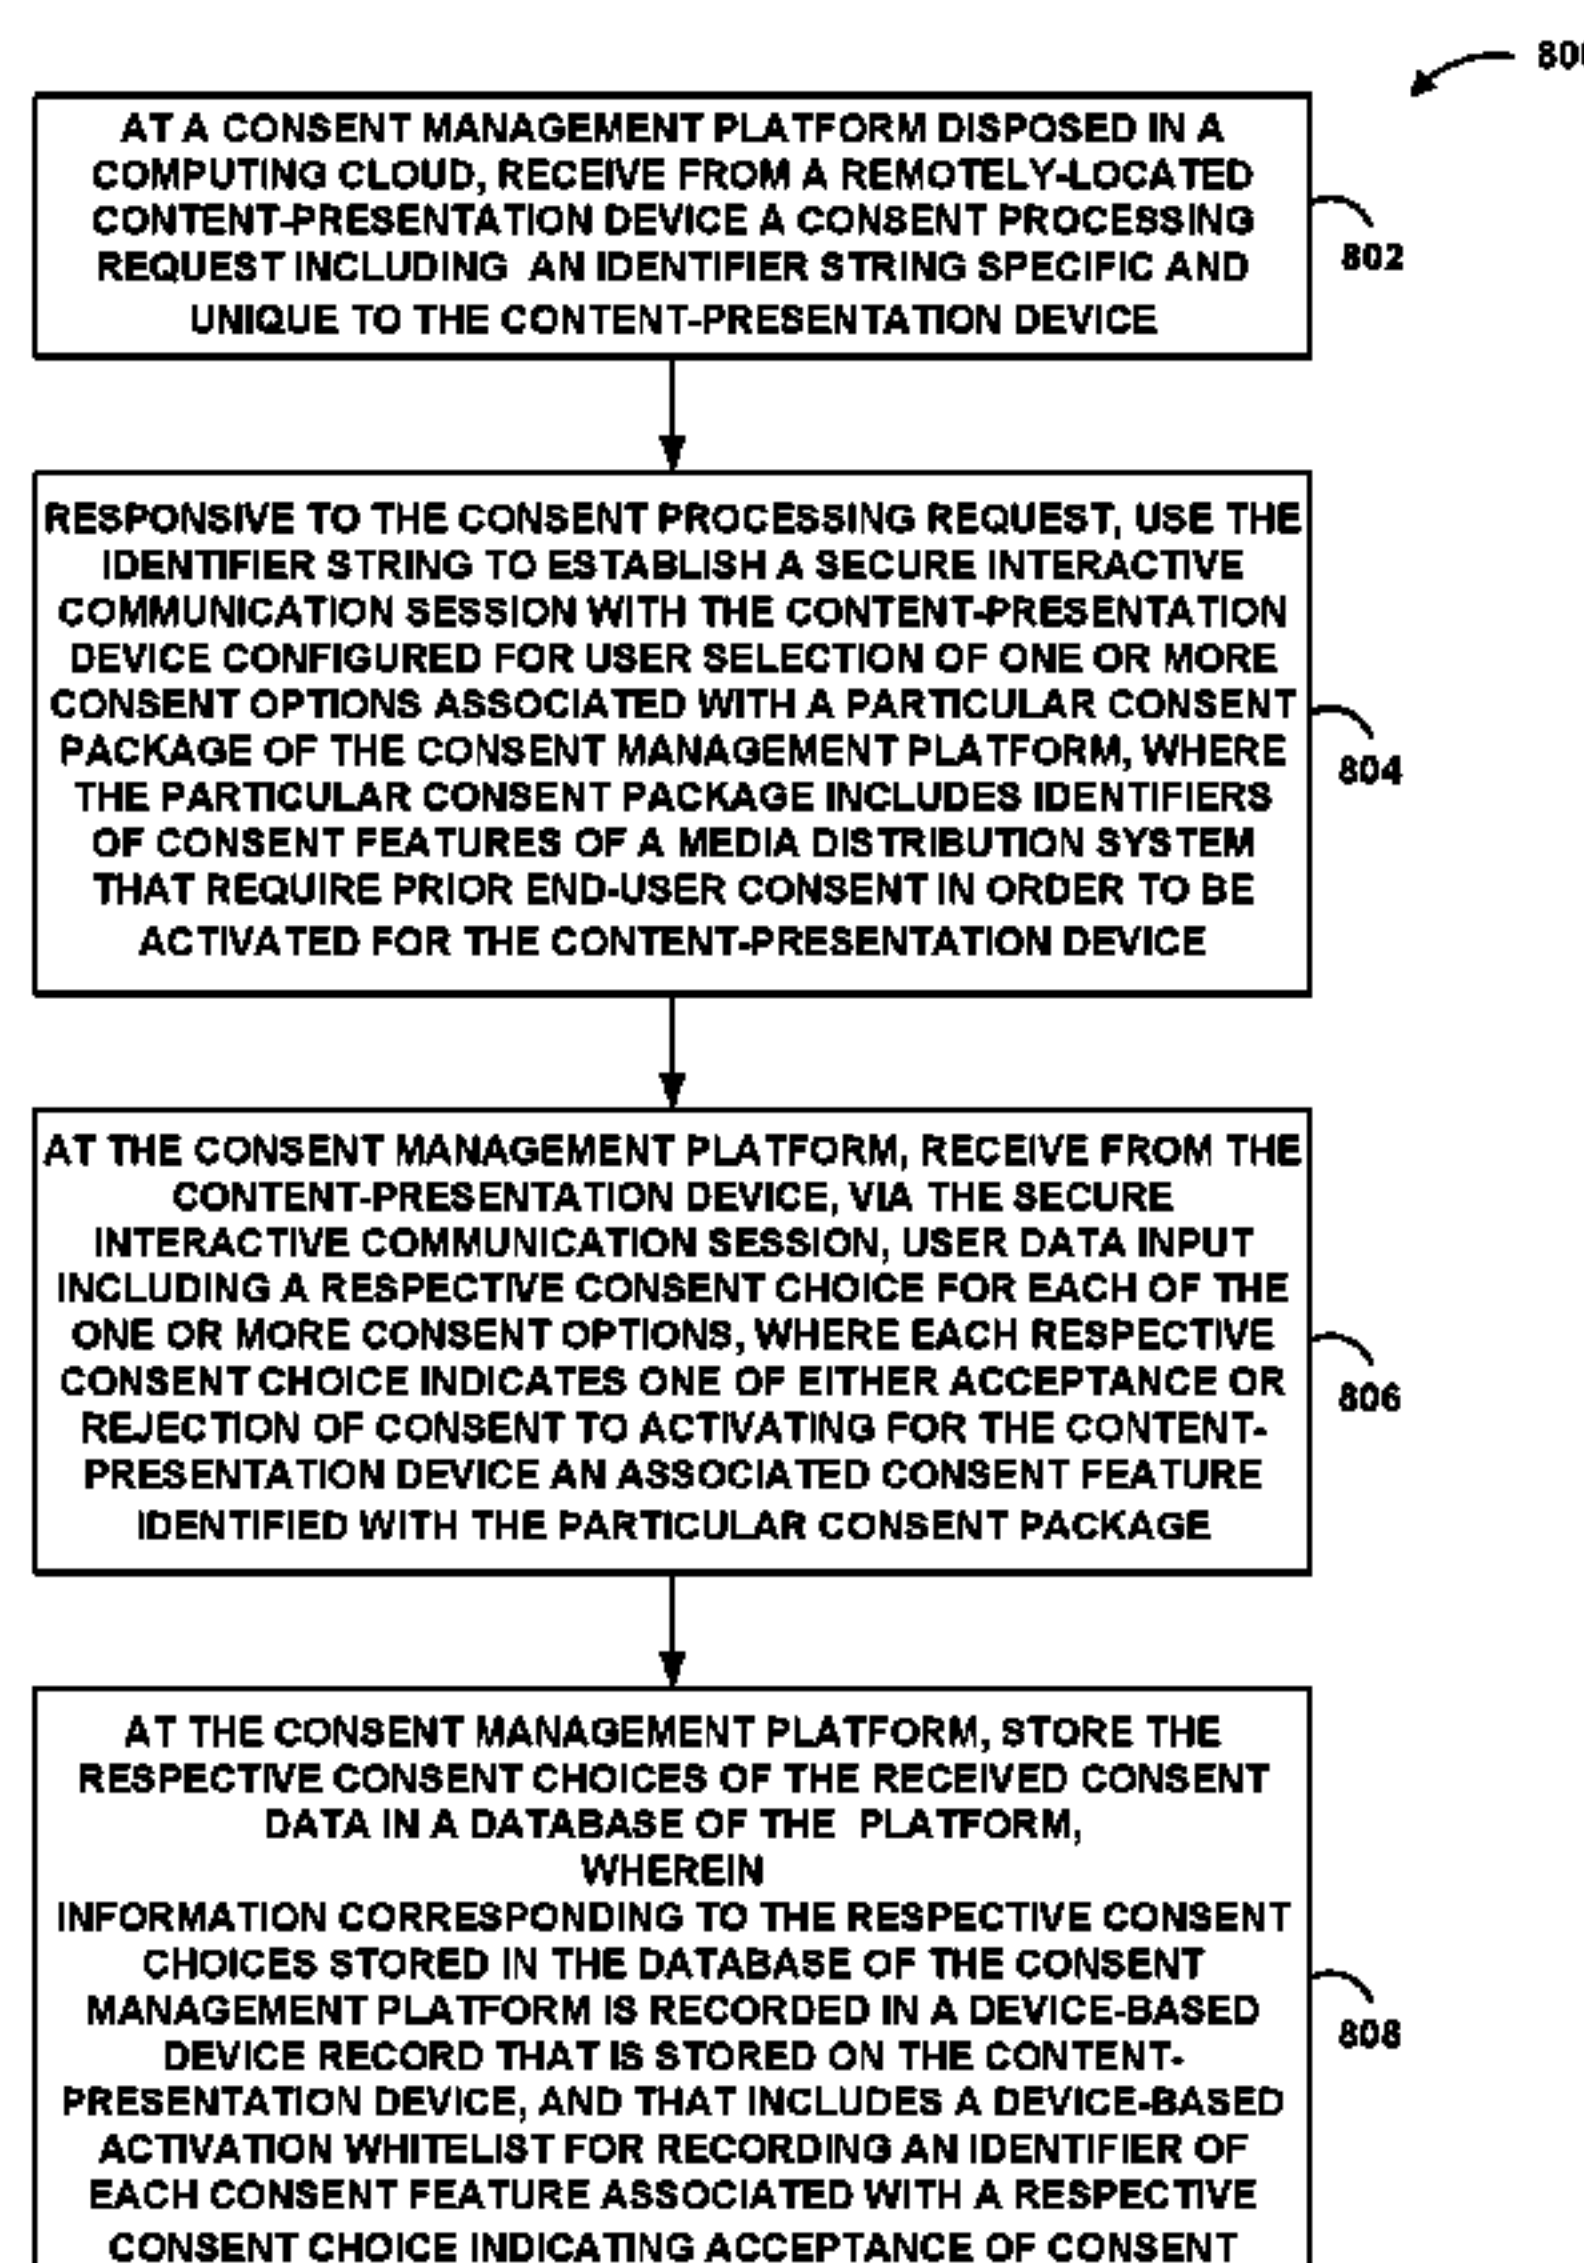 AT A CONSENT MANAGEMENT PLATFORM DISPOSED IN A
COMPUTING CLOUD, RECEIVE FROM A REMOTELY-LOCATED
CONTENT-PRESENTATION DEVICE A CONSENT PROCESSING
REQUEST INCLUDING AN IDENTIFIER STRING SPECIFIC AND
UNIQUE TO THE CONTENT-PRESENTATION DEVICE
802
RESPONSIVE TO THE CONSENT PROCESSING REQUEST, USE THE
IDENTIFIER STRING TO ESTABLISH A SECURE INTERACTIVE
COMMUNICATION SESSION WITH THE CONTENT-PRESENTATION
DEVICE CONFIGURED FOR USER SELECTION OF ONE OR MORE
CONSENT OPTIONS ASSOCIATED WITH A PARTICULAR CONSENT
PACKAGE OF THE CONSENT MANAGEMENT PLATFORM, WHERE
THE PARTICULAR CONSENT PACKAGE INCLUDES IDENTIFIERS
OF CONSENT FEATURES OF A MEDIA DISTRIBUTION SYSTEM
THAT REQUIRE PRIOR END-USER CONSENT IN ORDER TO BE
ACTIVATED FOR THE CONTENT-PRESENTATION DEVICE
804
AT THE CONSENT MANAGEMENT PLATFORM, RECEIVE FROM THE
CONTENT-PRESENTATION DEVICE, VIA THE SECURE
INTERACTIVE COMMUNICATION SESSION, USER DATA INPUT
INCLUDING A RESPECTIVE CONSENT CHOICE FOR EACH OF THE
ONE OR MORE CONSENT OPTIONS, WHERE EACH RESPECTIVE
CONSENT CHOICE INDICATES ONE OF EITHER ACCEPTANCE OR
REJECTION OF CONSENT TO ACTIVATING FOR THE CONTENT-
PRESENTATION DEVICE AN ASSOCIATED CONSENT FEATURE
IDENTIFIED WITH THE PARTICULAR CONSENT PACKAGE
806
AT THE CONSENT MANAGEMENT PLATFORM, STORE THE
RESPECTIVE CONSENT CHOICES OF THE RECEIVED CONSENT
DATA IN A DATABASE OF THE PLATFORM,
WHEREIN
INFORMATION CORRESPONDING TO THE RESPECTIVE CONSENT
CHOICES STORED IN THE DATABASE OF THE CONSENT
MANAGEMENT PLATFORM IS RECORDED IN A DEVICE-BASED
DEVICE RECORD THAT IS STORED ON THE CONTENT-
PRESENTATION DEVICE, AND THAT INCLUDES A DEVICE-BASED
ACTIVATION WHITELIST FOR RECORDING AN IDENTIFIER OF
EACH CONSENT FEATURE ASSOCIATED WITH A RESPECTIVE
CONSENT CHOICE INDICATING ACCEPTANCE OF CONSENT
808